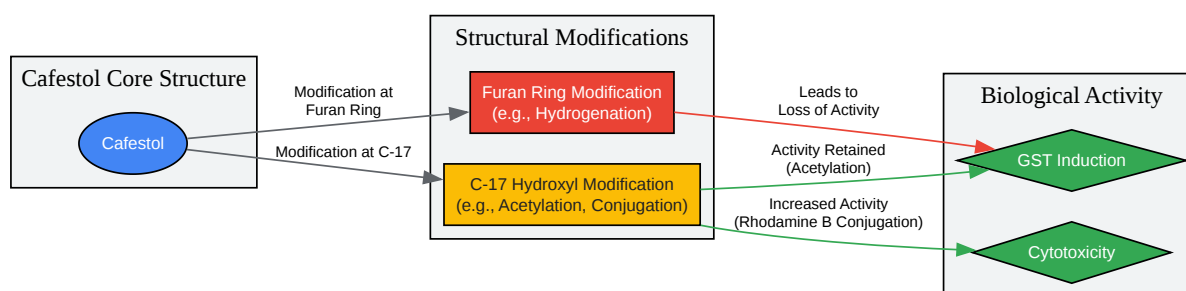 Cafestol Core Structure
Cafestol
Modification at
Furan Ring
Modification at C-17
Structural Modifications
Furan Ring Modification
(e.g., Hydrogenation)
C-17 Hydroxyl Modification
(e.g., Acetylation, Conjugation)
Leads to
Loss of Activity
Activity Retained
(Acetylation)
Increased Activity
(Rhodamine B Conjugation)
Biological Activity
GST Induction
Cytotoxicity